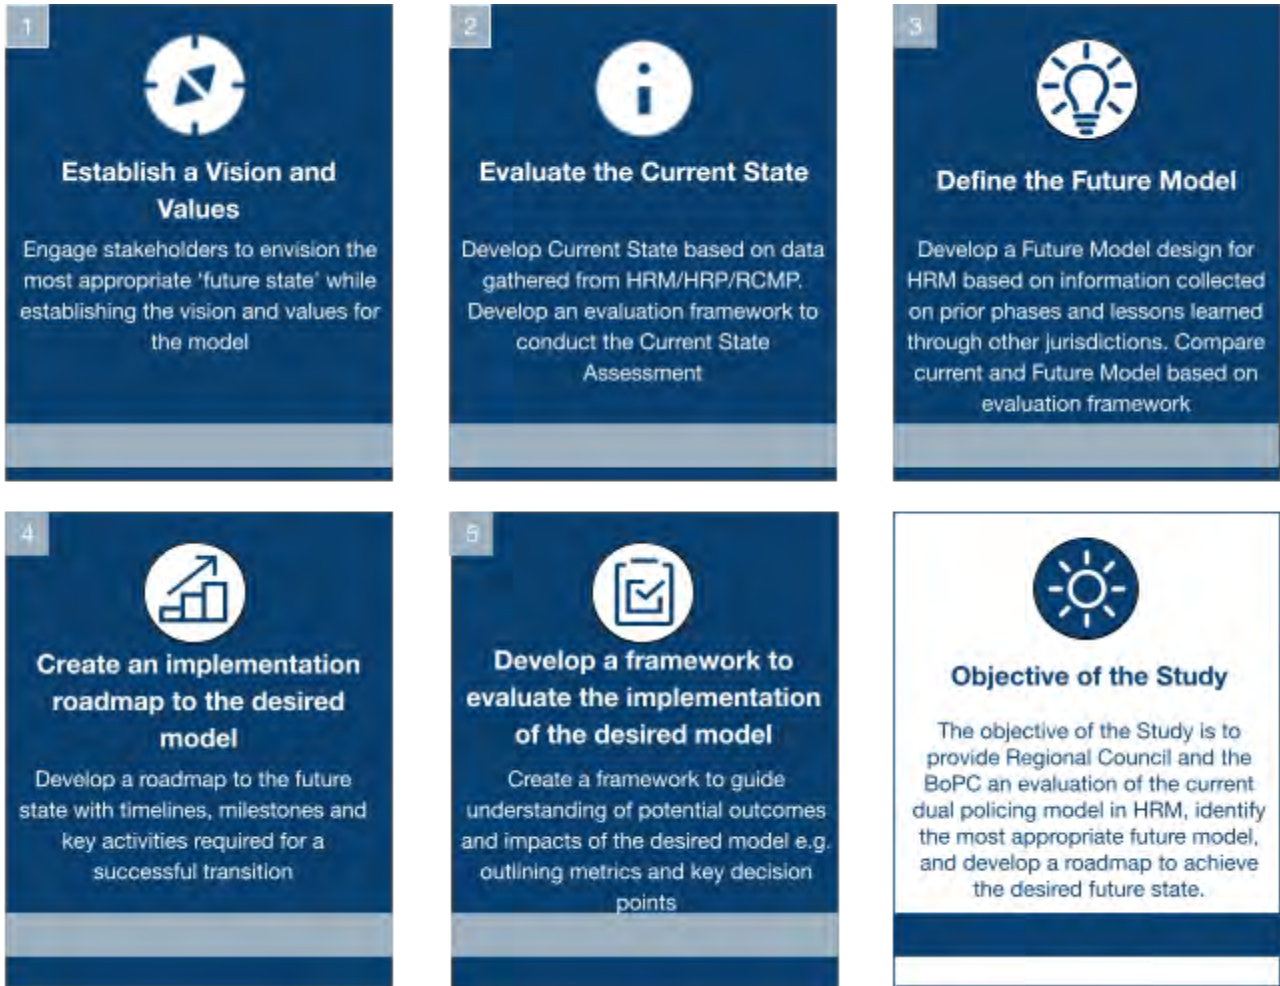 1
Establish a Vision and
Values
Engage stakeholders to envision the
most appropriate 'future state' while
establishing the vision and values for
the model
2
Evaluate the Current State
Develop Current State based on data
gathered from HRM/HRP/RCMP.
Develop an evaluation framework to
conduct the Current State
Assessment
3
Define the Future Model
Develop a Future Model design for
HRM based on information collected
on prior phases and lessons learned
through other jurisdictions. Compare
current and Future Model based on
evaluation framework
4
Create an implementation
roadmap to the desired
model
Develop a roadmap to the future
state with timelines, milestones and
key activities required for a
successful transition
5
Develop a framework to
evaluate the implementation
of the desired model
Create a framework to guide
understanding of potential outcomes
and impacts of the desired model e.g.
outlining metrics and key decision
points
Objective of the Study
The objective of the Study is to
provide Regional Council and the
BoPC an evaluation of the current
dual policing model in HRM, identify
the most appropriate future model,
and develop a roadmap to achieve
the desired future state.